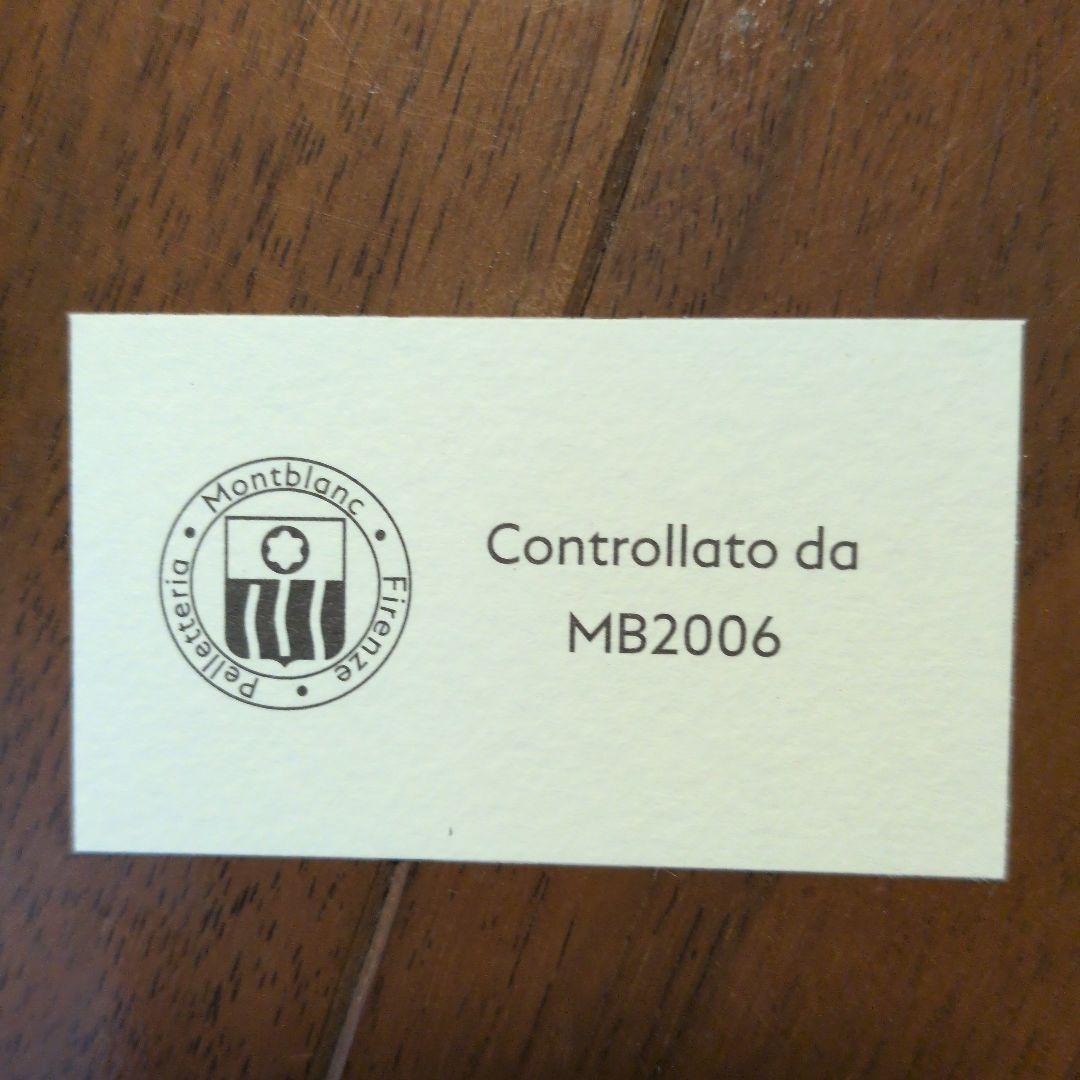 Montblanc • Firenze • Pelletteria •
Controllato da
MB2006